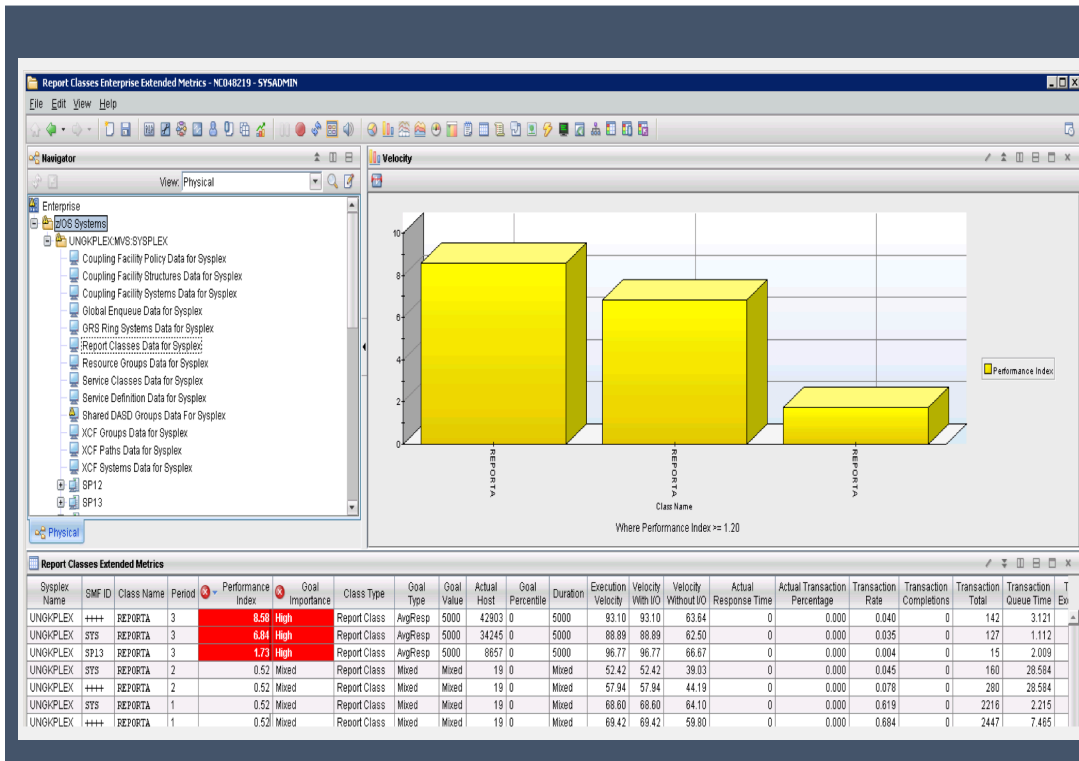 Report Classes Enterprise Extended Metrics - NC048219 - SYSADMIN
File Edit View Help
Navigator
View: Physical
Enterprise
z/OS Systems
UNGKPLEX:MVS:SYSPLEX
Coupling Facility Policy Data for Sysplex
Coupling Facility Structures Data for Sysplex
Coupling Facility Systems Data for Sysplex
Global Enqueue Data for Sysplex
GRS Ring Systems Data for Sysplex
Report Classes Data for Sysplex
Resource Groups Data for Sysplex
Service Classes Data for Sysplex
Service Definition Data for Sysplex
Shared DASD Groups Data For Sysplex
XCF Groups Data for Sysplex
XCF Paths Data for Sysplex
XCF Systems Data for Sysplex
SP12
SP13
Physical
Velocity
10
8
6
4
2
0
REPORTA
REPORTA
REPORTA
Class Name
Where Performance Index >= 1.20
Performance Index
Report Classes Extended Metrics
Sysplex Name SMF ID Class Name Period Performance Index Goal Importance Class Type Goal Type Goal Value Actual Host Goal Percentile Duration Execution Velocity Velocity With I/O Velocity Without I/O Actual Response Time Actual Transaction Percentage Transaction Rate Transaction Completions Transaction Total Transaction Queue Time
UNGKPLEX ++++ REPORTA 3 8.58 High Report Class AvgResp 5000 42903 0 5000 93.10 93.10 63.64 0 0.000 0.040 0 142 3.121
UNGKPLEX SYS REPORTA 3 6.84 High Report Class AvgResp 5000 34245 0 5000 88.89 88.89 62.50 0 0.000 0.035 0 127 1.112
UNGKPLEX SP13 REPORTA 3 1.73 High Report Class AvgResp 5000 8657 0 5000 96.77 96.77 66.67 0 0.000 0.004 0 15 2.009
UNGKPLEX SYS REPORTA 2 0.52 Mixed Report Class Mixed Mixed 19 0 Mixed 52.42 52.42 39.03 0 0.000 0.045 0 160 28.584
UNGKPLEX ++++ REPORTA 2 0.52 Mixed Report Class Mixed Mixed 19 0 Mixed 57.94 57.94 44.19 0 0.000 0.078 0 280 28.584
UNGKPLEX SYS REPORTA 1 0.52 Mixed Report Class Mixed Mixed 19 0 Mixed 68.60 68.60 64.10 0 0.000 0.619 0 2216 2.215
UNGKPLEX ++++ REPORTA 1 0.52 Mixed Report Class Mixed Mixed 19 0 Mixed 69.42 69.42 59.80 0 0.000 0.684 0 2447 7.465